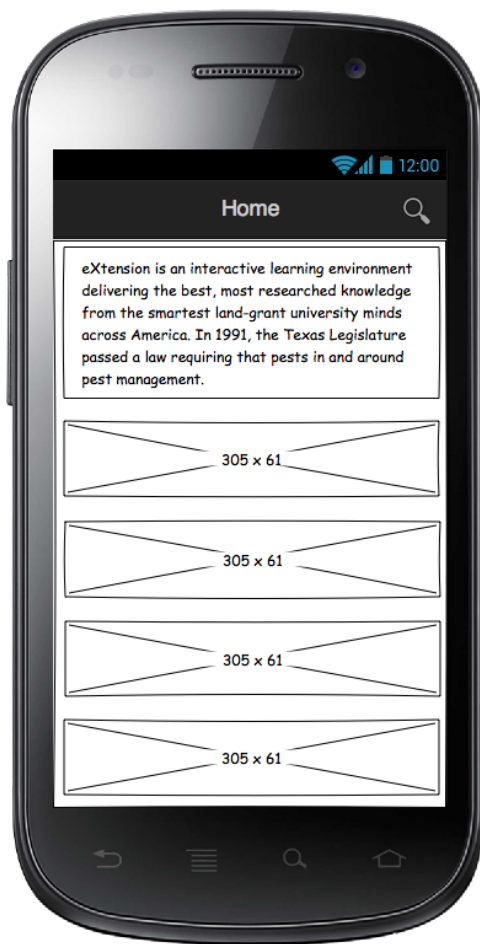 12:00
Home
eXtension is an interactive learning environment
delivering the best, most researched knowledge
from the smartest land-grant university minds
across America. In 1991, the Texas Legislature
passed a law requiring that pests in and around
pest management.
305 x 61
305 x 61
305 x 61
305 x 61